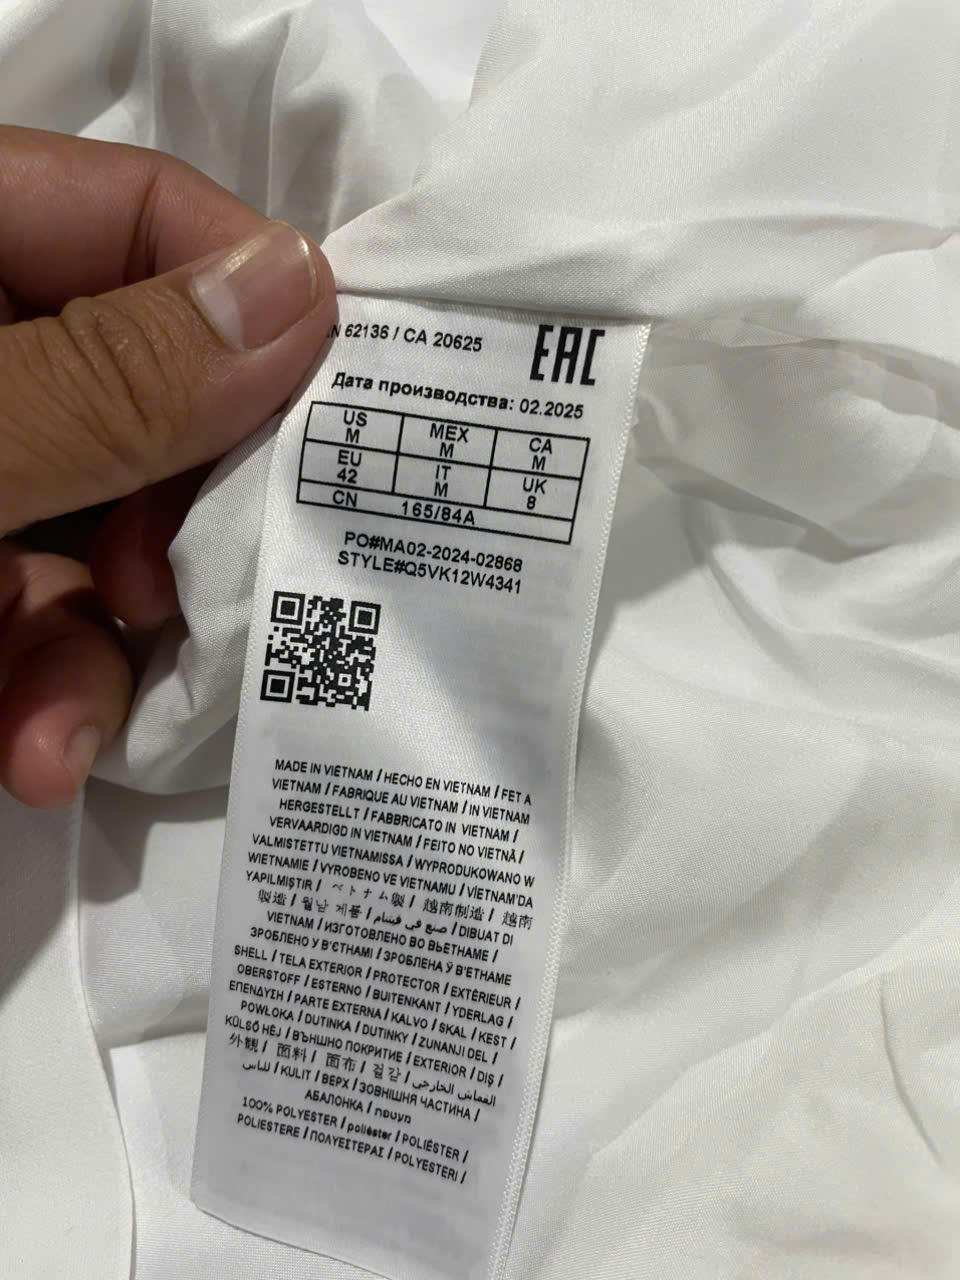 N 62136 / CA 20625
EAC
Дата производства: 02.2025
US MEX CA
M M M
EU IT UK
42 M 8
CN 165/84A
PO#MA02-2024-02868
STYLE#Q5VK12W4341
MADE IN VIETNAM / HECHO EN VIETNAM / FET A
VIETNAM / FABRIQUE AU VIETNAM / IN VIETNAM
HERGESTELLT / FABBRICATO IN VIETNAM /
VERVAARDIGD IN VIETNAM / FEITO NO VIETNÃ /
VALMISTETTU VIETNAMISSA / WYPRODUKOWANO W
WIETNAMIE / VYROBENO VE VIETNAMU / VİETNAM'DA
YAPILMIŞTIR / ベトナム製 / 越南制造 / 越南
製造 / 월남 제품 / صنع في فيتنام / DIBUAT DI
VIETNAM / ИЗГОТОВЛЕНО ВО ВЬЕТНАМЕ /
ЗРОБЛЕНО У В'ЄТНАМІ / ЗРОБЛЕНА Ў В'ЕТНАМЕ
SHELL / TELA EXTERIOR / PROTECTOR / EXTÉRIEUR /
OBERSTOFF / ESTERNO / BUITENKANT / YDERLAG /
ΕΠΕΝΔΥΣΗ / PARTE EXTERNA / KALVO / SKAL / KEST /
POWŁOKA / DUTINKA / DUTINKY / ZUNANJI DEL /
KÜLSŐ HÉJ / ВЪНШНО ПОКРИТИЕ / EXTERIOR / DIŞ /
外観 / 面料 / 面布 / 겉감 / القماش الخارجي /
للباس / KULIT / ВЕРХ / ЗОВНІШНЯ ЧАСТИНА /
АБАЛОНКА / מעטפת
100% POLYESTER / poliéster / POLIÈSTER /
POLIESTERE / ΠΟΛΥΕΣΤΕΡΑΣ / POLYESTERI /